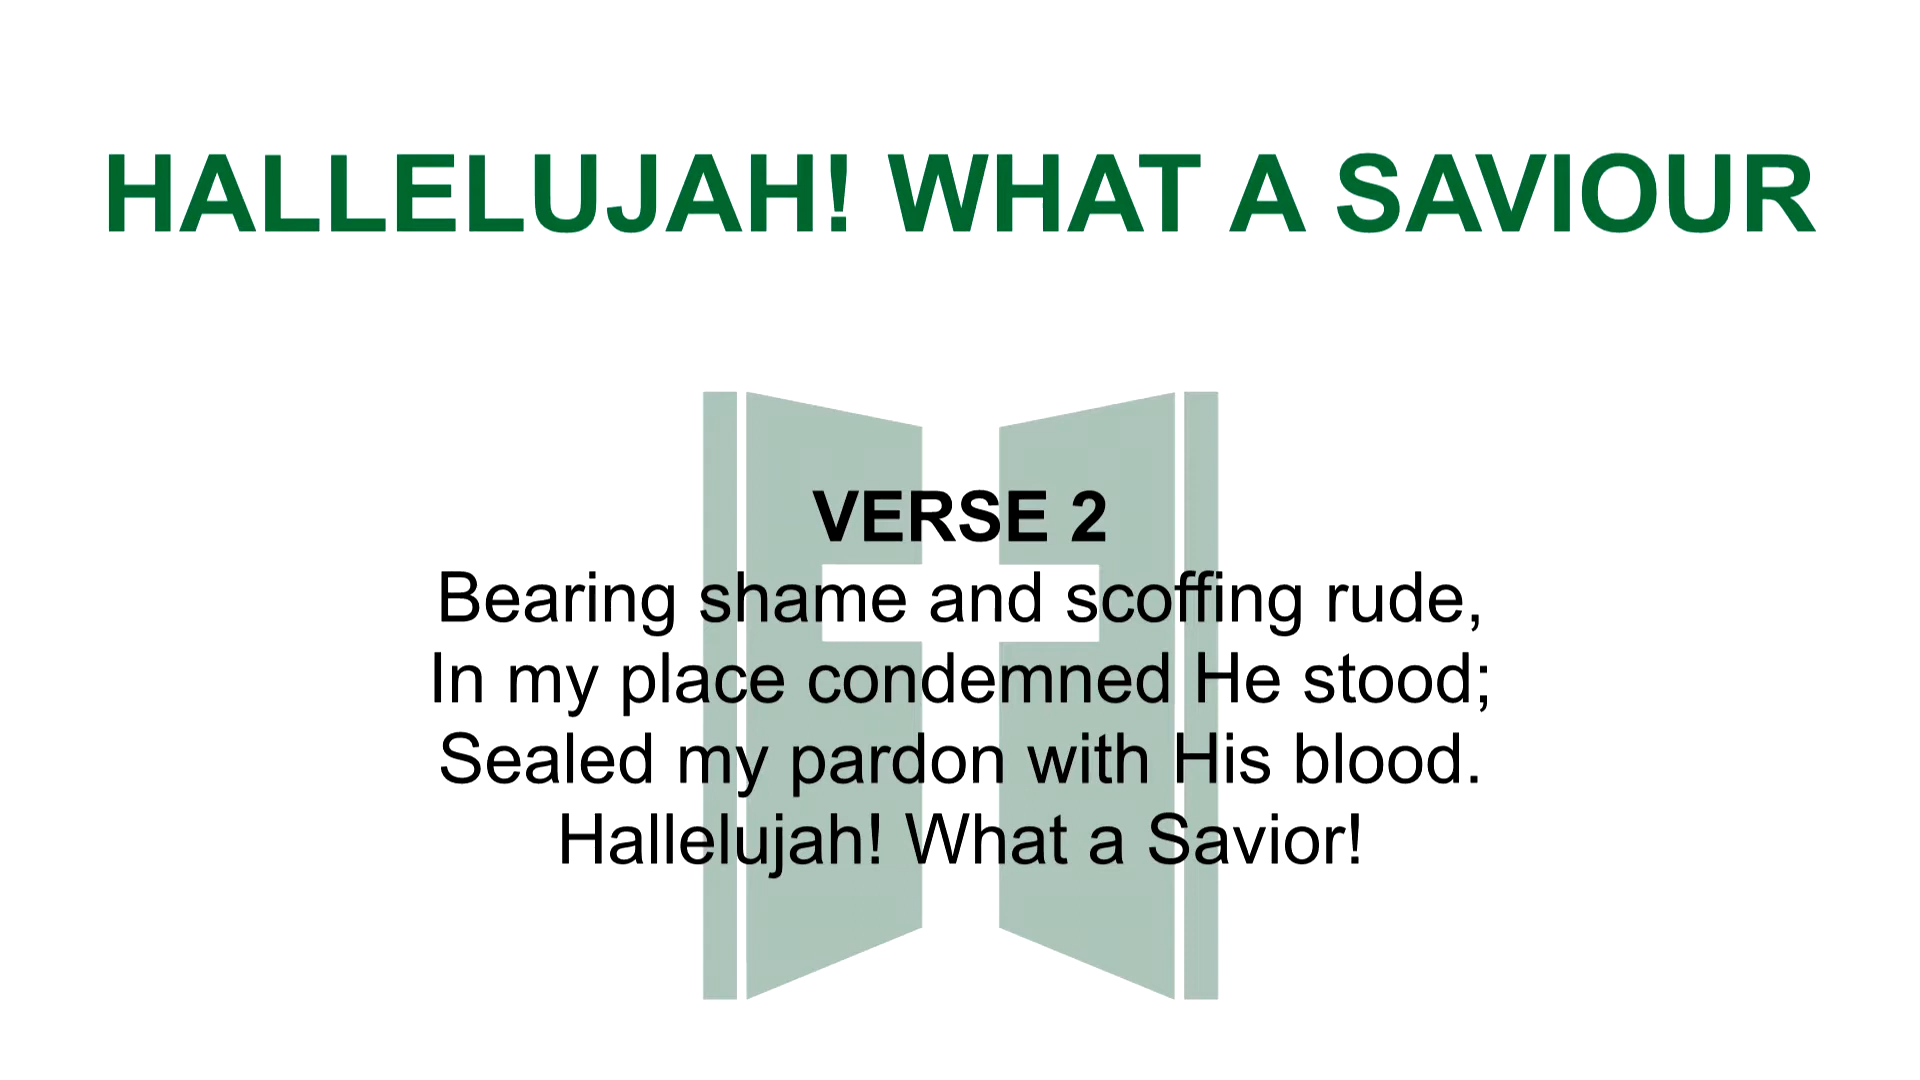 HALLELUJAH! WHAT A SAVIOUR
VERSE 2
Bearing shame and scoffing rude,
In my place condemned He stood;
Sealed my pardon with His blood.
Hallelujah! What a Savior!